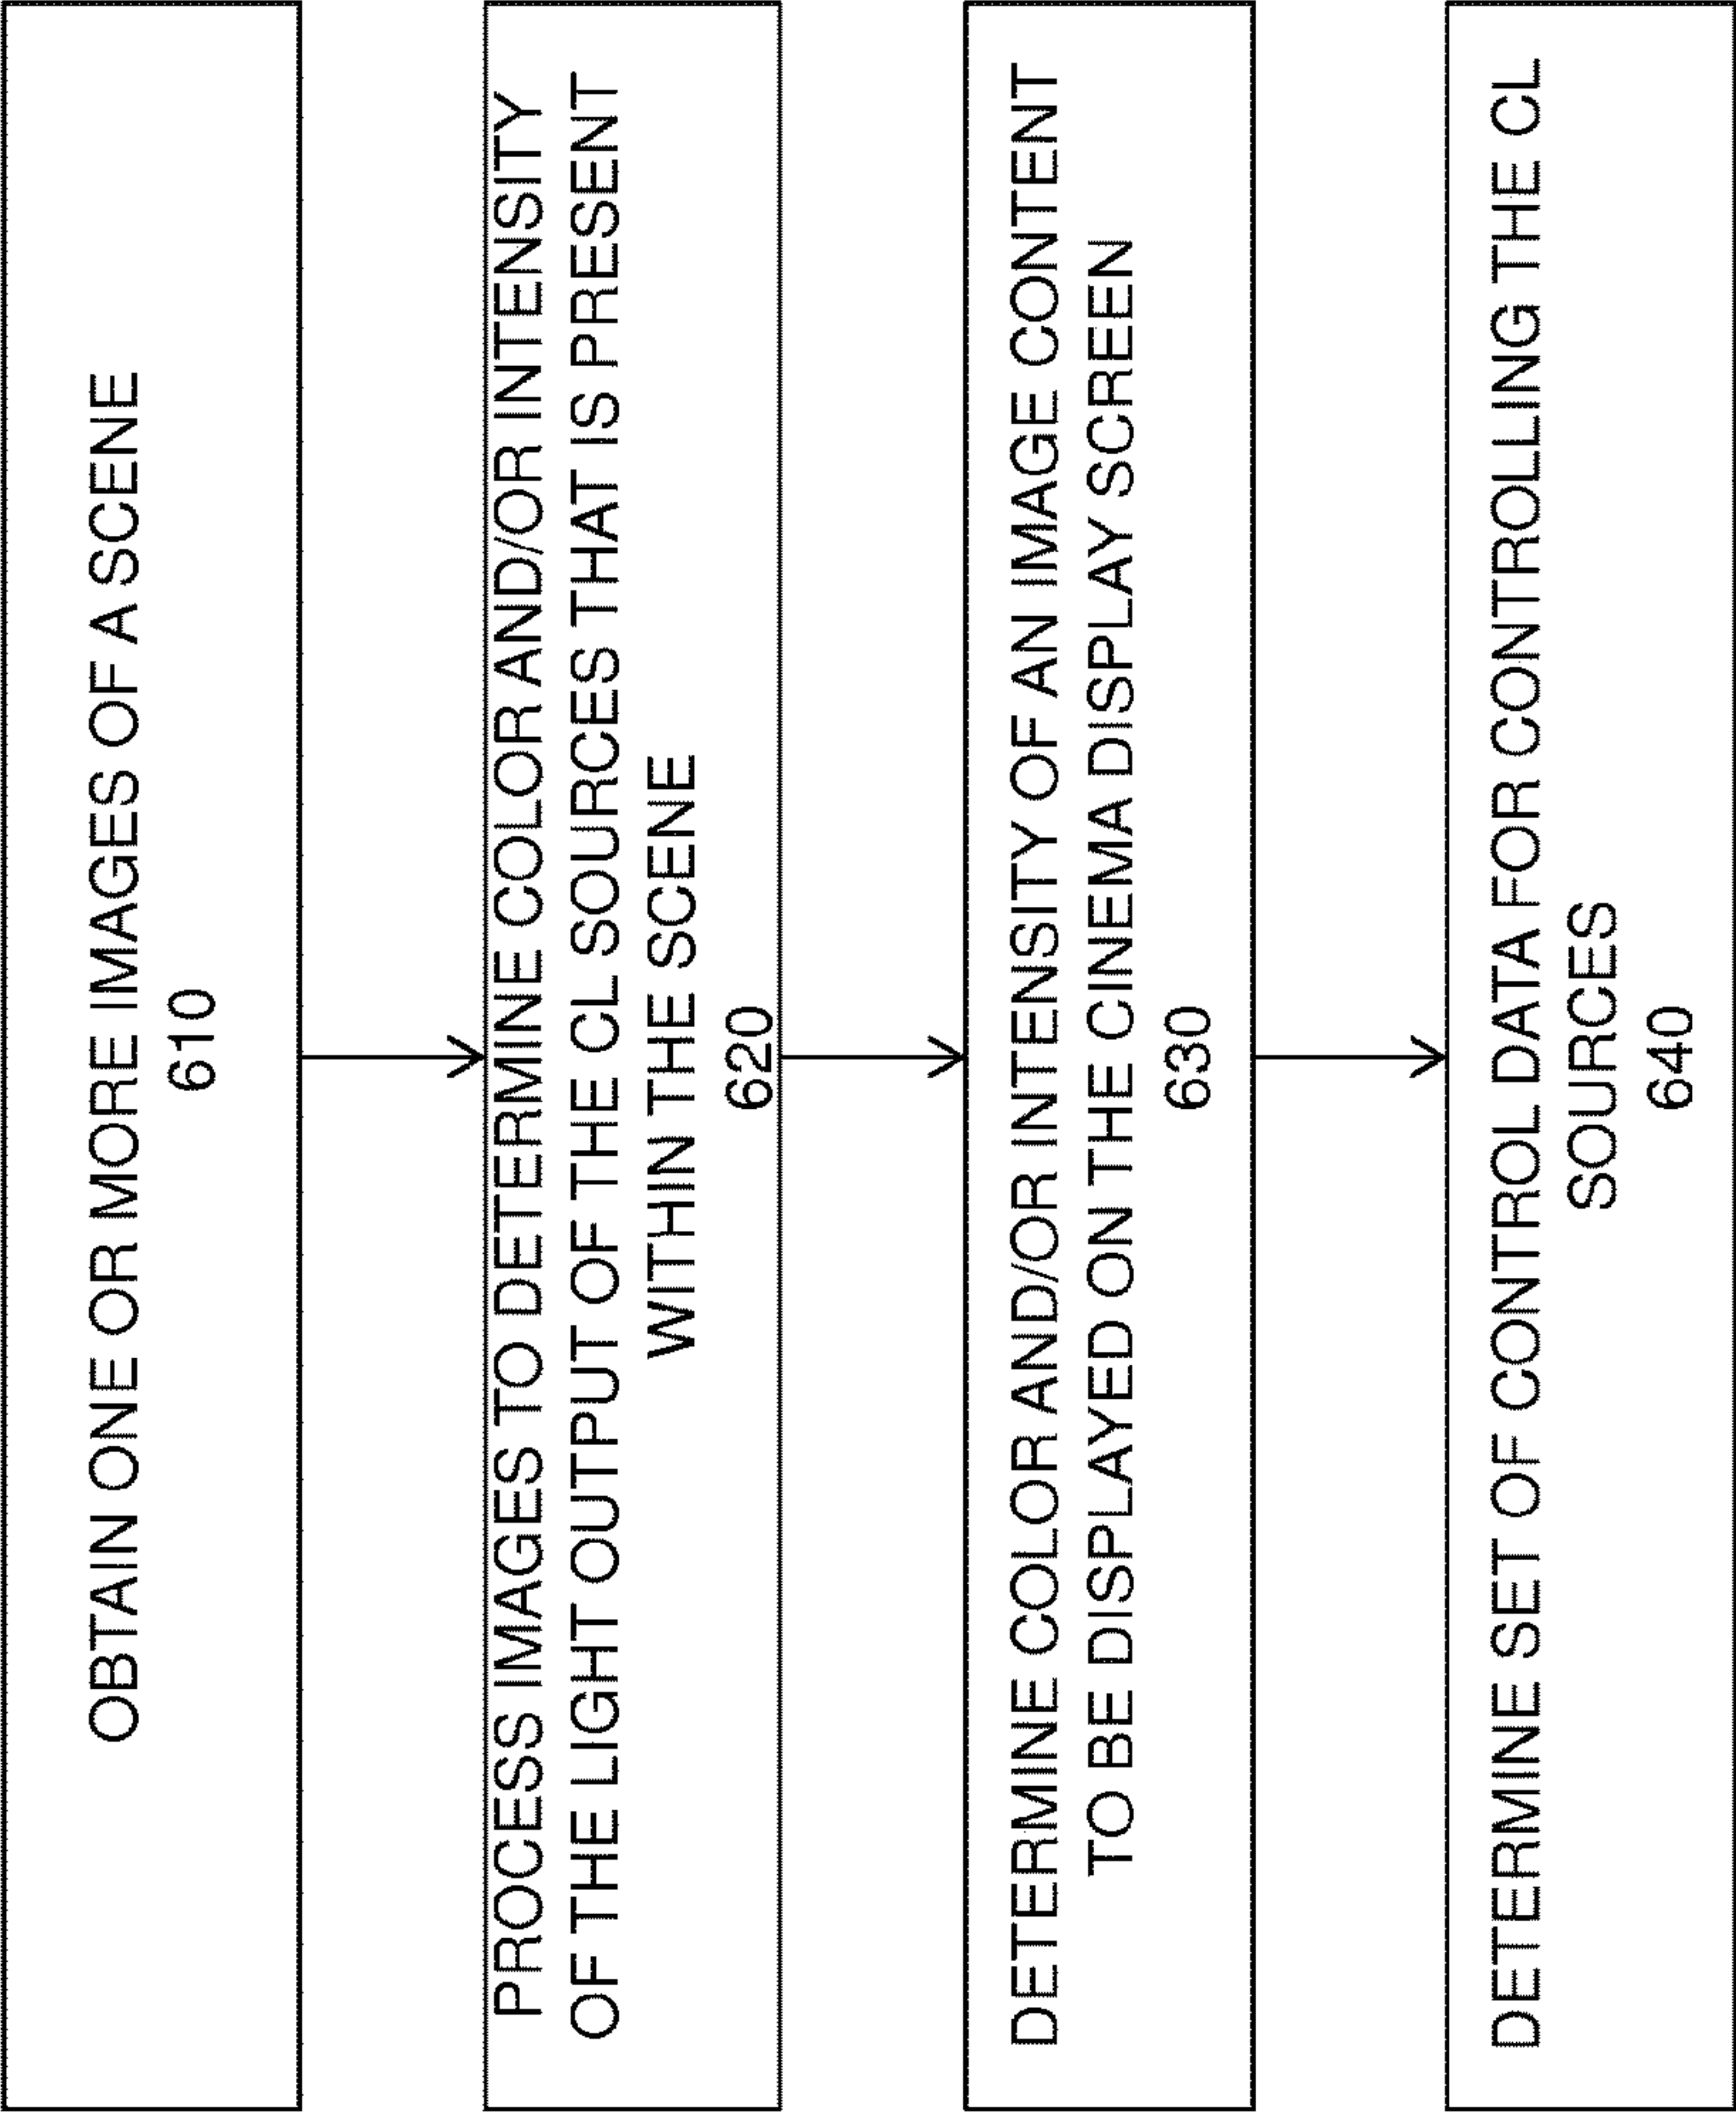 OBTAIN ONE OR MORE IMAGES OF A SCENE
610
PROCESS IMAGES TO DETERMINE COLOR AND/OR INTENSITY
OF THE LIGHT OUTPUT OF THE CL SOURCES THAT IS PRESENT
WITHIN THE SCENE
620
DETERMINE COLOR AND/OR INTENSITY OF AN IMAGE CONTENT
TO BE DISPLAYED ON THE CINEMA DISPLAY SCREEN
630
DETERMINE SET OF CONTROL DATA FOR CONTROLLING THE CL
SOURCES
640